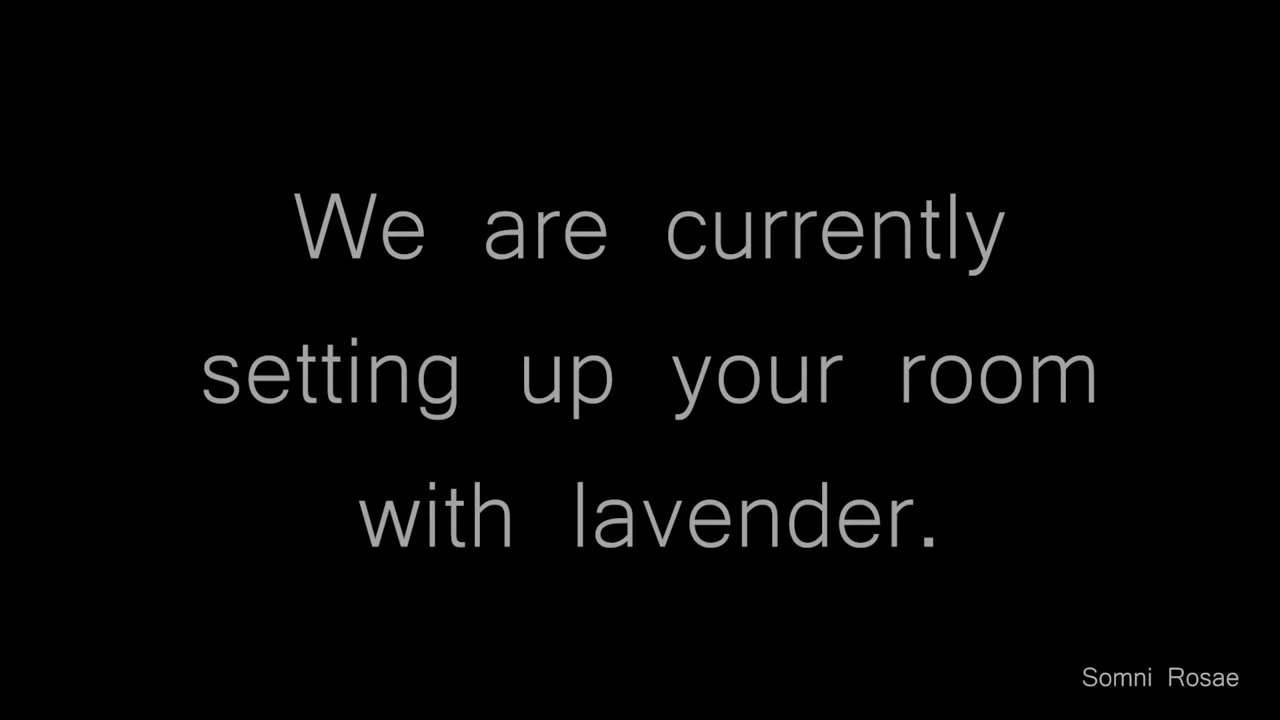 We are currently
setting up your room
with lavender.
Somni Rosae